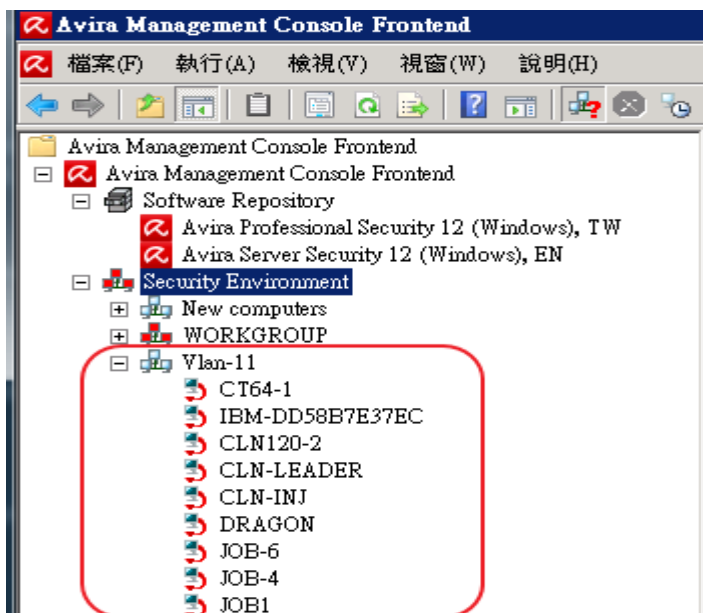 Avira Management Console Frontend
檔案(F) 執行(A) 檢視(V) 視窗(W) 說明(H)
Avira Management Console Frontend
Avira Management Console Frontend
Software Repository
Avira Professional Security 12 (Windows), TW
Avira Server Security 12 (Windows), EN
Security Environment
New computers
WORKGROUP
Vlan-11
CT64-1
IBM-DD58B7E37EC
CLN120-2
CLN-LEADER
CLN-INJ
DRAGON
JOB-6
JOB-4
JOB1